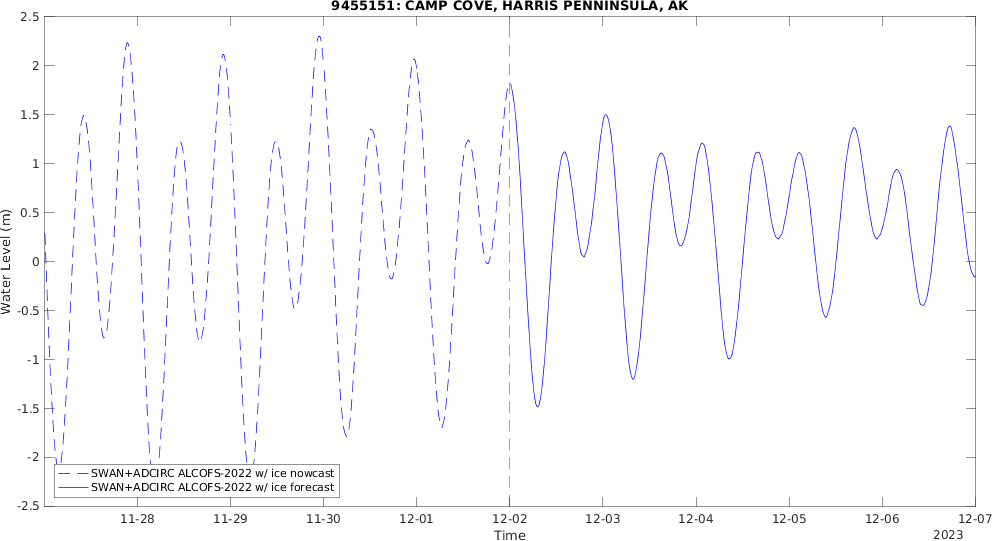 9455151: CAMP COVE, HARRIS PENNINSULA, AK
Water Level (m)
2.5
2
1.5
1
0.5
0
-0.5
-1
-1.5
-2
-2.5
SWAN+ADCIRC ALCOFS-2022 w/ ice nowcast
SWAN+ADCIRC ALCOFS-2022 w/ ice forecast
11-28 11-29 11-30 12-01 12-02 12-03 12-04 12-05 12-06 12-07
Time
2023